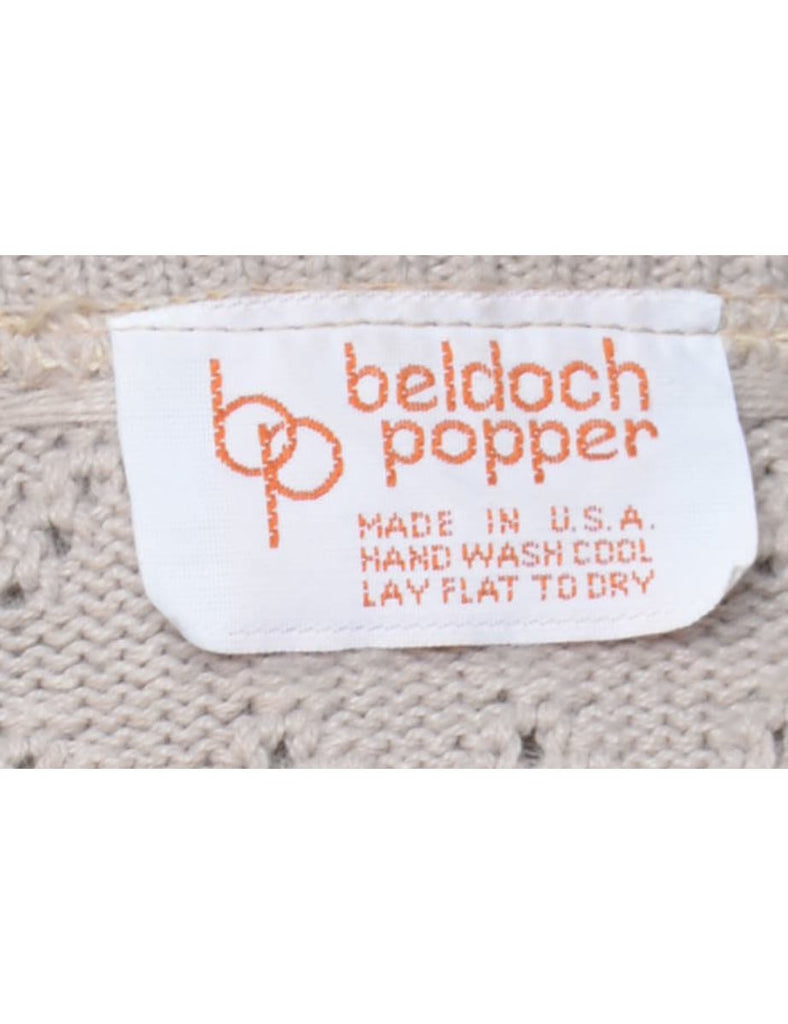 bp
beldoch
popper
MADE IN U.S.A.
HAND WASH COOL
LAY FLAT TO DRY